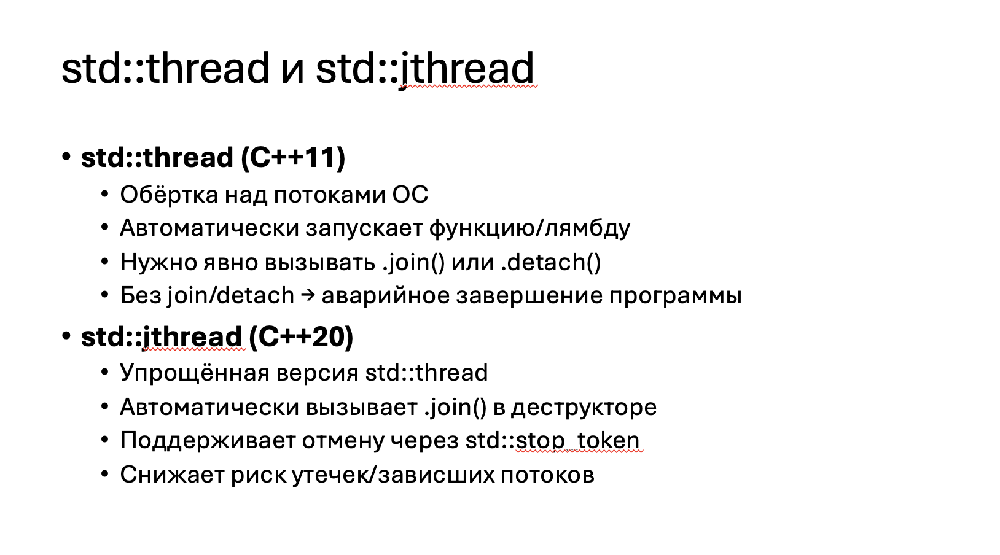 std::thread и std::jthread
• std::thread (C++11)
• Обёртка над потоками ОС
• Автоматически запускает функцию/лямбду
• Нужно явно вызывать .join() или .detach()
• Без join/detach → аварийное завершение программы
• std::jthread (C++20)
• Упрощённая версия std::thread
• Автоматически вызывает .join() в деструкторе
• Поддерживает отмену через std::stop_token
• Снижает риск утечек/зависших потоков